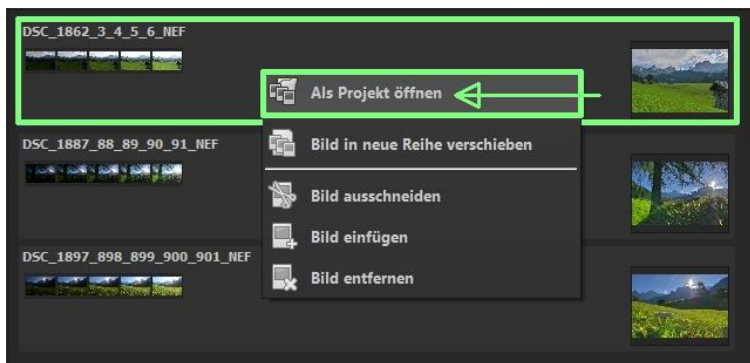 DSC_1862_3_4_5_6_NEF
Als Projekt öffnen
DSC_1887_88_89_90_91_NEF
Bild in neue Reihe verschieben
Bild ausschneiden
Bild einfügen
DSC_1897_898_899_900_901_NEF
Bild entfernen